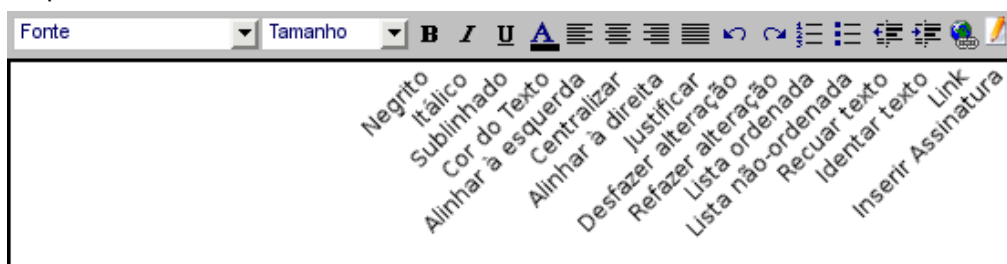 Fonte Tamanho B I U A
Negrito
Itálico
Sublinhado
Cor do Texto
Alinhar à esquerda
Centralizar
Alinhar à direita
Justificar
Desfazer alteração
Refazer alteração
Lista ordenada
Lista não-ordenada
Recuar texto
Identar texto
Link
Inserir Assinatura